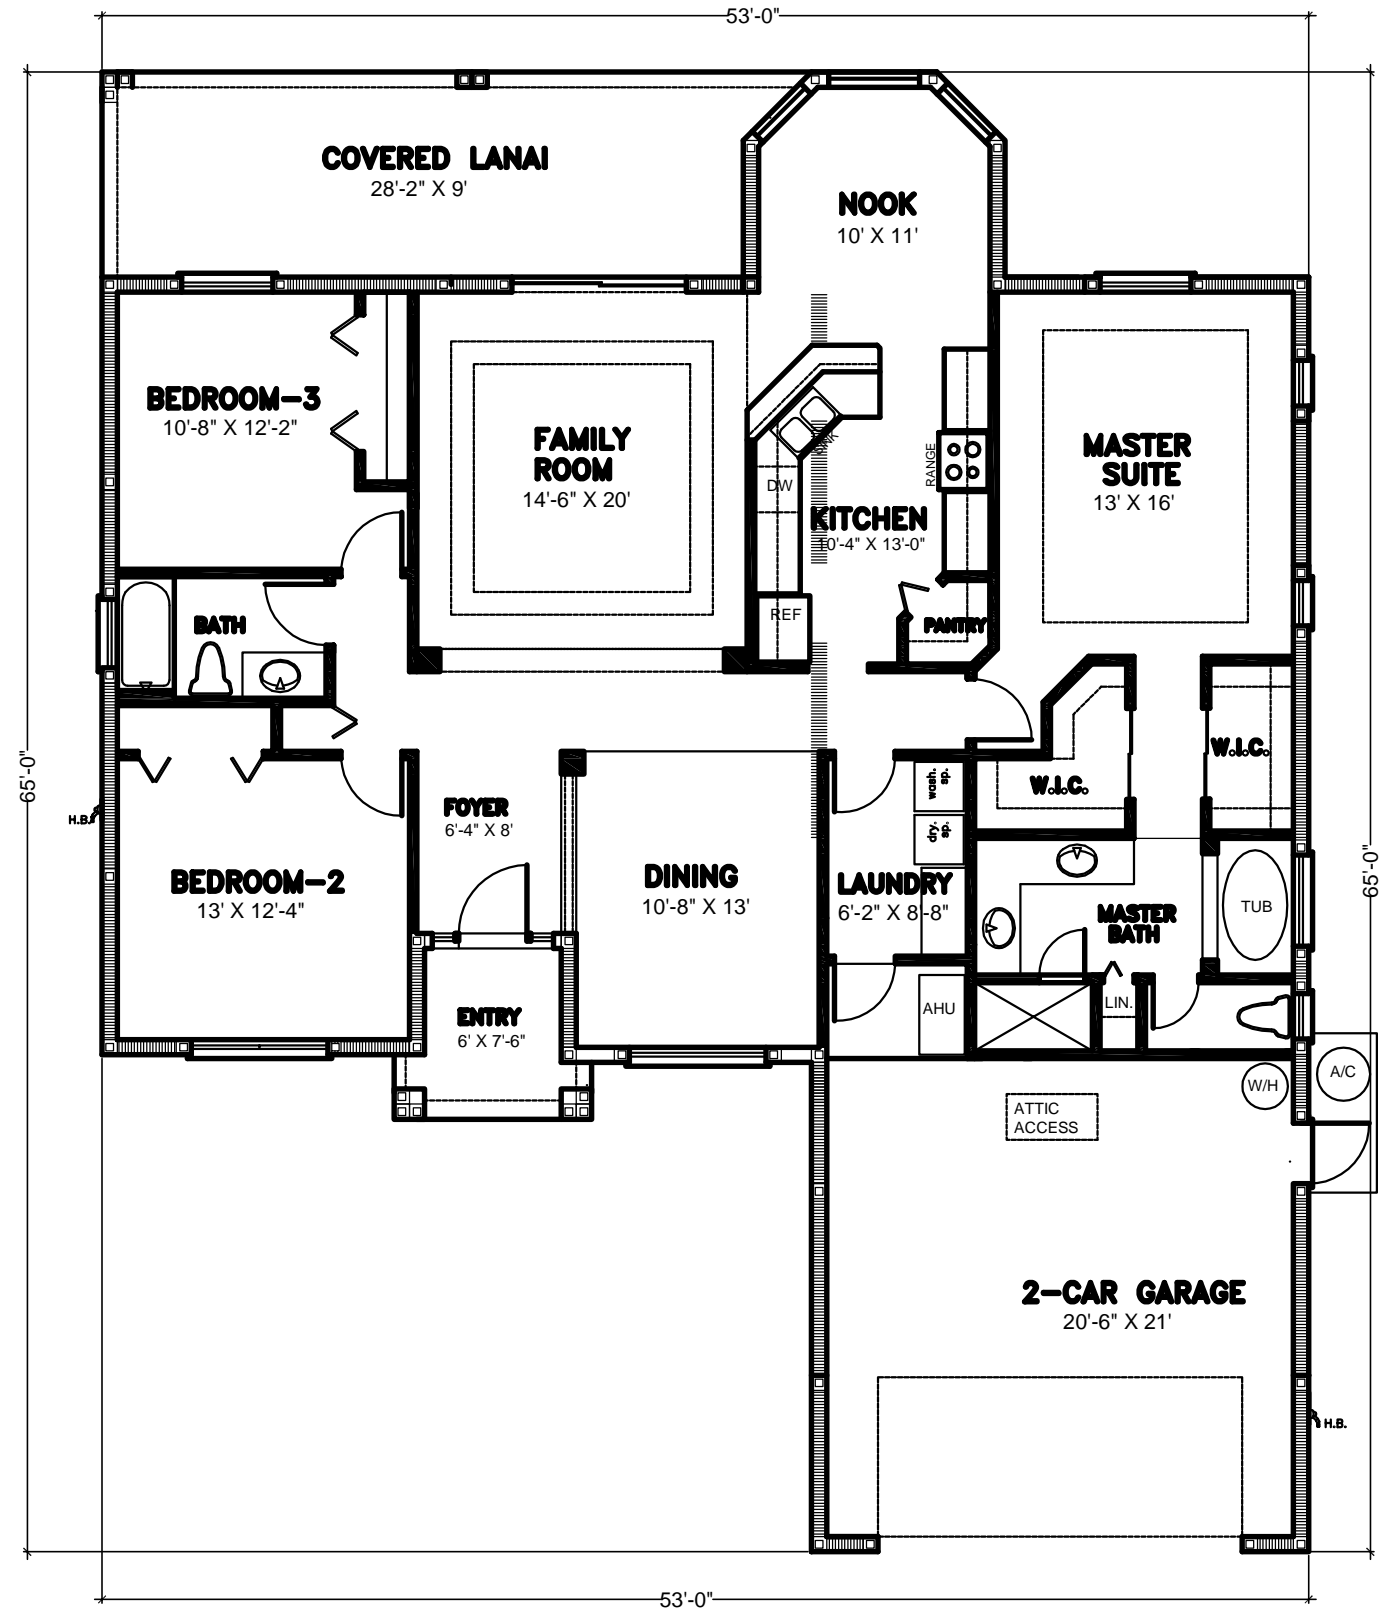 53'-0"
COVERED LANAI
28'-2" X 9'
NOOK
10' X 11'
BEDROOM-3
10'-8" X 12'-2"
FAMILY
ROOM
14'-6" X 20'
SINK
RANGE
DW
MASTER
SUITE
13' X 16'
KITCHEN
10'-4" X 13'-0"
REF
PANTRY
BATH
W.I.C.
W.I.C.
65'-0"
H.B.
FOYER
6'-4" X 8'
wash.
sp.
dry.
sp.
BEDROOM-2
13' X 12'-4"
DINING
10'-8" X 13'
LAUNDRY
6'-2" X 8'-8"
MASTER
BATH
TUB
65'-0"
ENTRY
6' X 7'-6"
AHU
LIN.
W/H
A/C
ATTIC
ACCESS
2-CAR GARAGE
20'-6" X 21'
H.B.
53'-0"